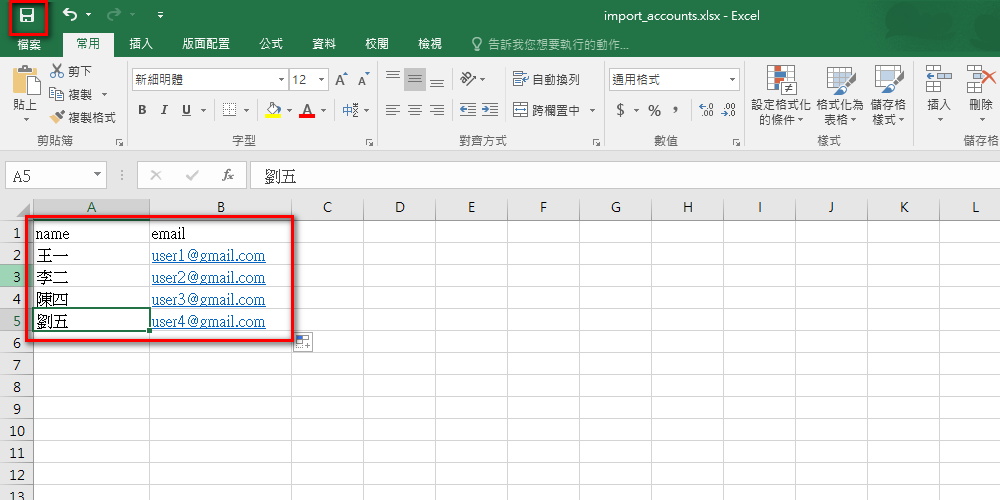 import_accounts.xlsx - Excel
檔案 常用 插入 版面配置 公式 資料 校閱 檢視 告訴我您想要執行的動作...
貼上 剪下 複製 複製格式
新細明體 12 B I U A A A 中
自動換列 跨欄置中
通用格式 $ % , .0 .00 .00 .0
設定格式化的條件 格式化為表格 儲存格樣式 插入 刪除
剪貼簿 字型 對齊方式 數值 樣式 儲存格
A5 fx 劉五
A B C D E F G H I J K L
1 name email
2 王一 user1@gmail.com
3 李二 user2@gmail.com
4 陳四 user3@gmail.com
5 劉五 user4@gmail.com
6
7
8
9
10
11
12
13